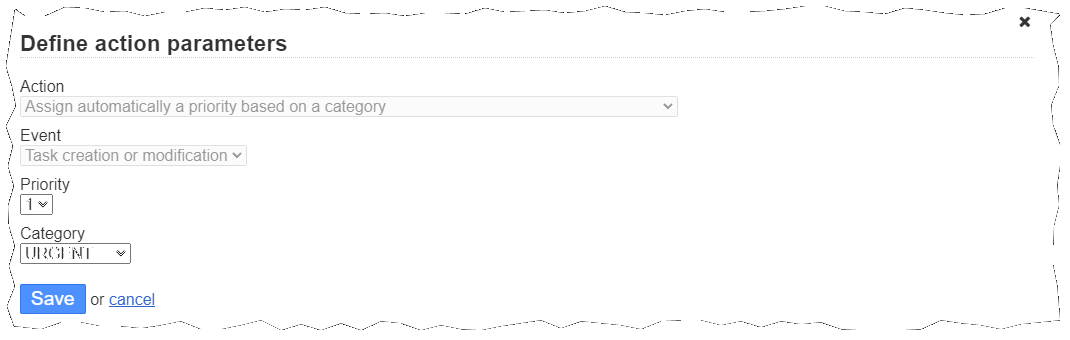 Define action parameters
Action
Assign automatically a priority based on a category
Event
Task creation or modification
Priority
1
Category
URGENT
Save or cancel